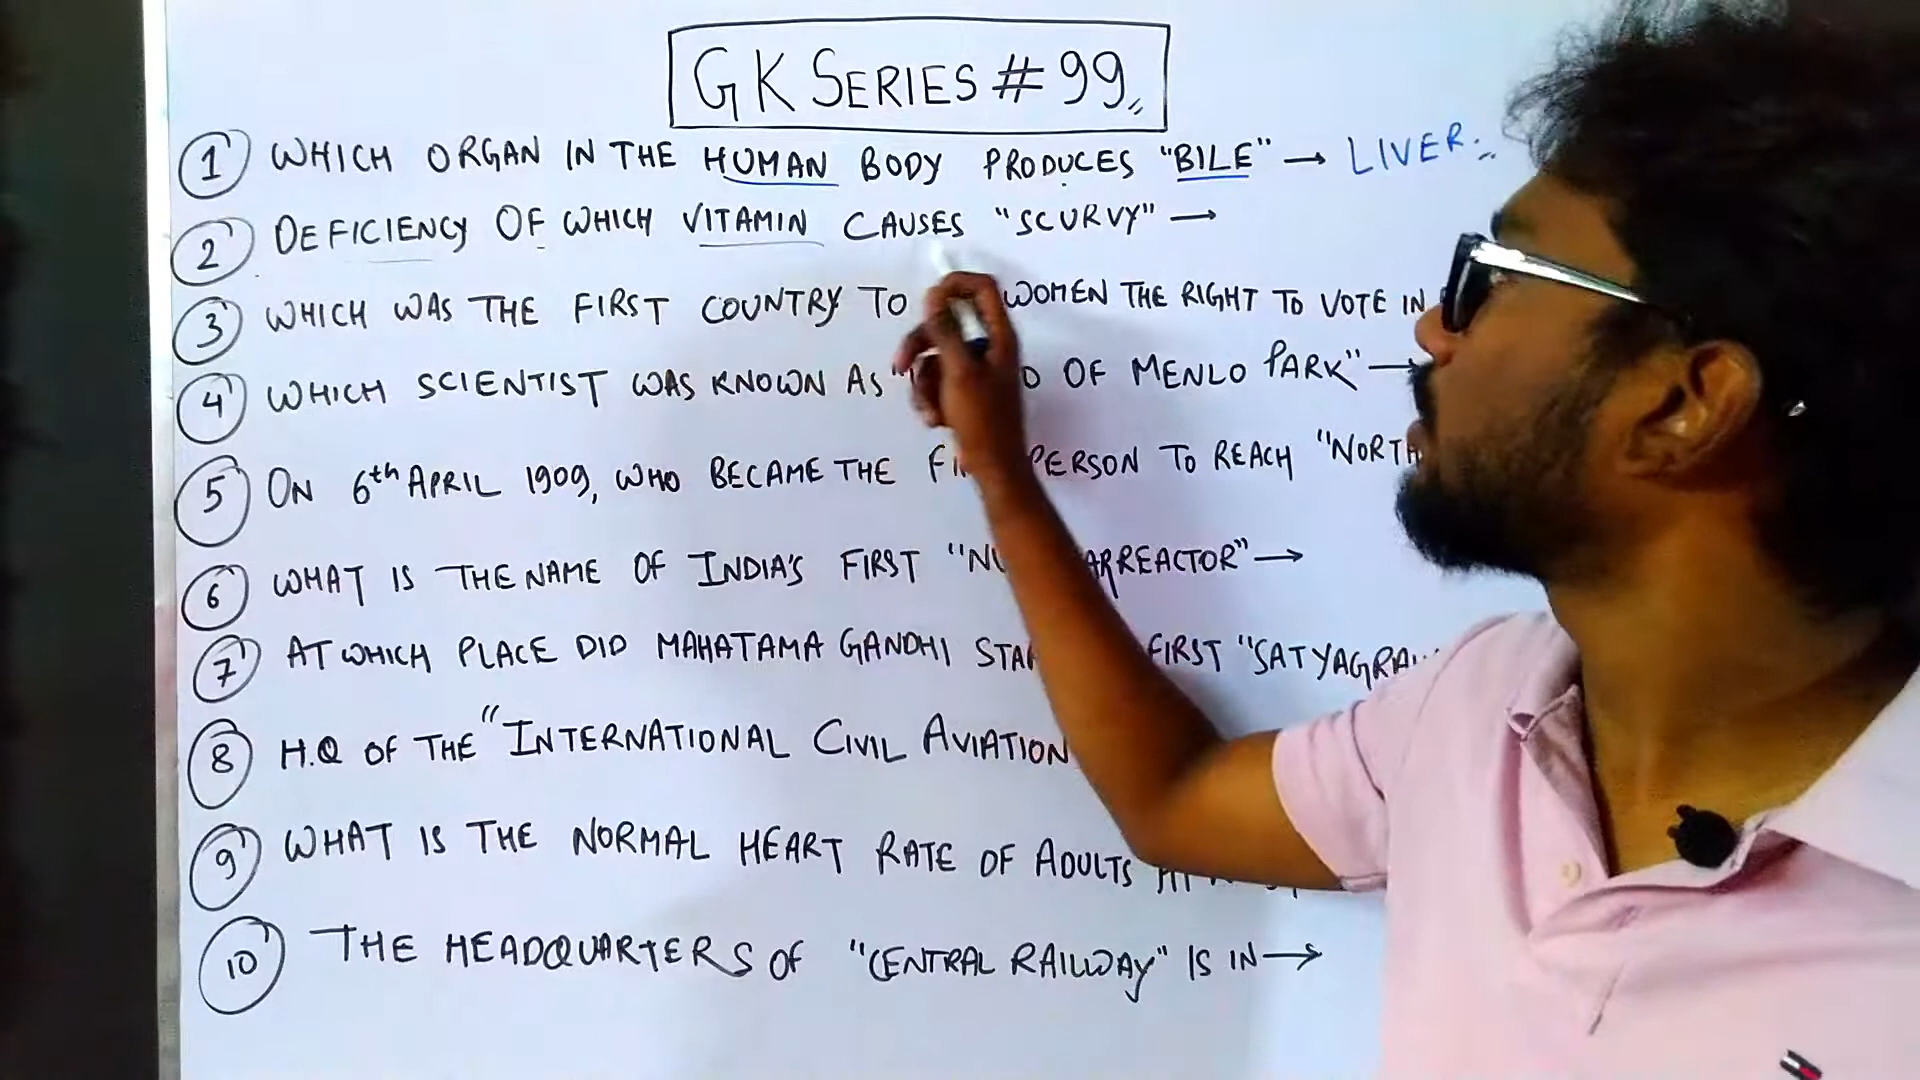 GK SERIES #99
1 WHICH ORGAN IN THE HUMAN BODY PRODUCES "BILE" → LIVER
2 DEFICIENCY OF WHICH VITAMIN CAUSES "SCURVY" →
3 WHICH WAS THE FIRST COUNTRY TO WOMEN THE RIGHT TO VOTE IN
4 WHICH SCIENTIST WAS KNOWN AS " OF MENLO PARK" →
5 ON 6th APRIL 1909, WHO BECAME THE PERSON TO REACH "NORTH
6 WHAT IS THE NAME OF INDIA'S FIRST " REACTOR" →
7 AT WHICH PLACE DID MAHATAMA GANDHI FIRST "SATYAGRA
8 H.Q OF THE "INTERNATIONAL CIVIL AVIATION
9 WHAT IS THE NORMAL HEART RATE OF ADULTS
10 THE HEADQUARTERS OF "CENTRAL RAILWAY" IS IN →